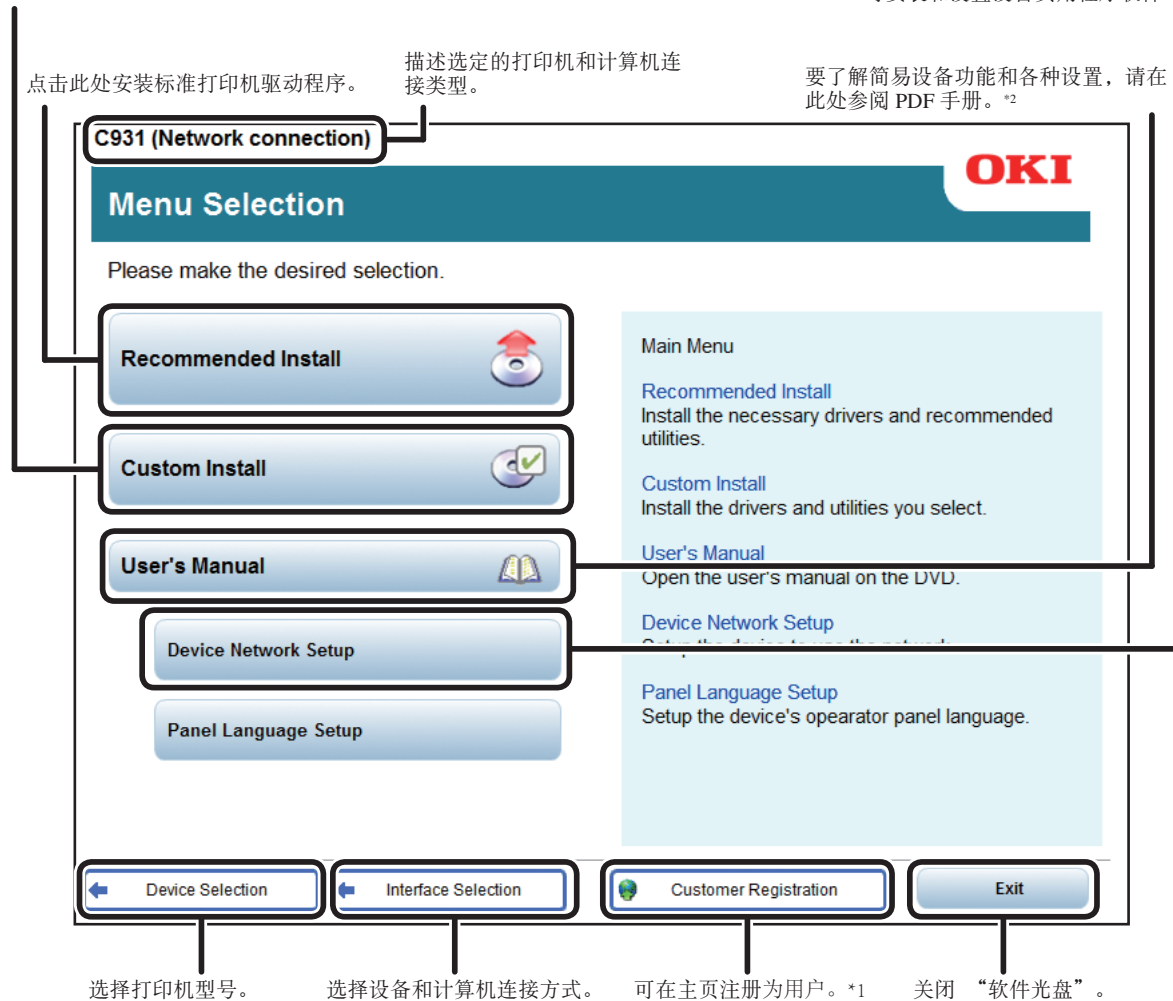 点击此处安装标准打印机驱动程序。
描述选定的打印机和计算机连
接类型。
要了解简易设备功能和各种设置，请在
此处参阅 PDF 手册。*2
C931 (Network connection)
OKI
Menu Selection
Please make the desired selection.
Recommended Install
Custom Install
User's Manual
Device Network Setup
Panel Language Setup
Main Menu
Recommended Install
Install the necessary drivers and recommended
utilities.
Custom Install
Install the drivers and utilities you select.
User's Manual
Open the user's manual on the DVD.
Device Network Setup
Panel Language Setup
Setup the device's opearator panel language.
Device Selection
Interface Selection
Customer Registration
Exit
选择打印机型号。
选择设备和计算机连接方式。
可在主页注册为用户。*1
关闭 “软件光盘”。